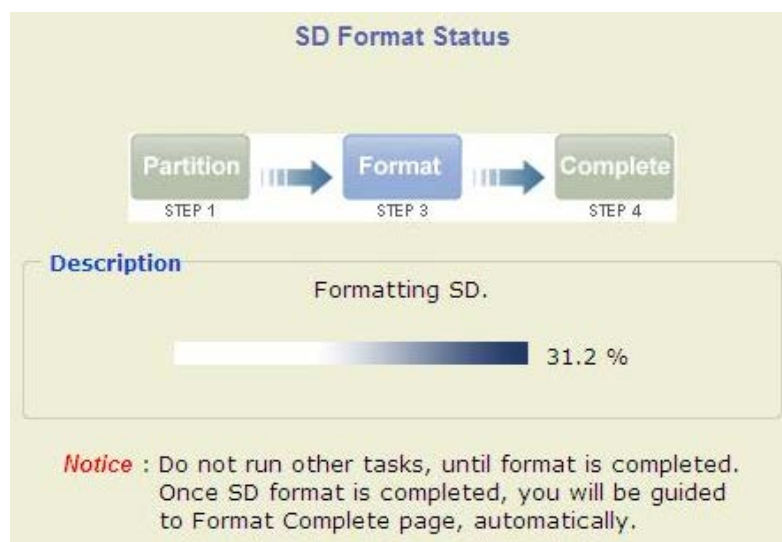 SD Format Status
Partition
Format
Complete
STEP 1
STEP 3
STEP 4
Description
Formatting SD.
31.2 %
Notice : Do not run other tasks, until format is completed.
Once SD format is completed, you will be guided
to Format Complete page, automatically.